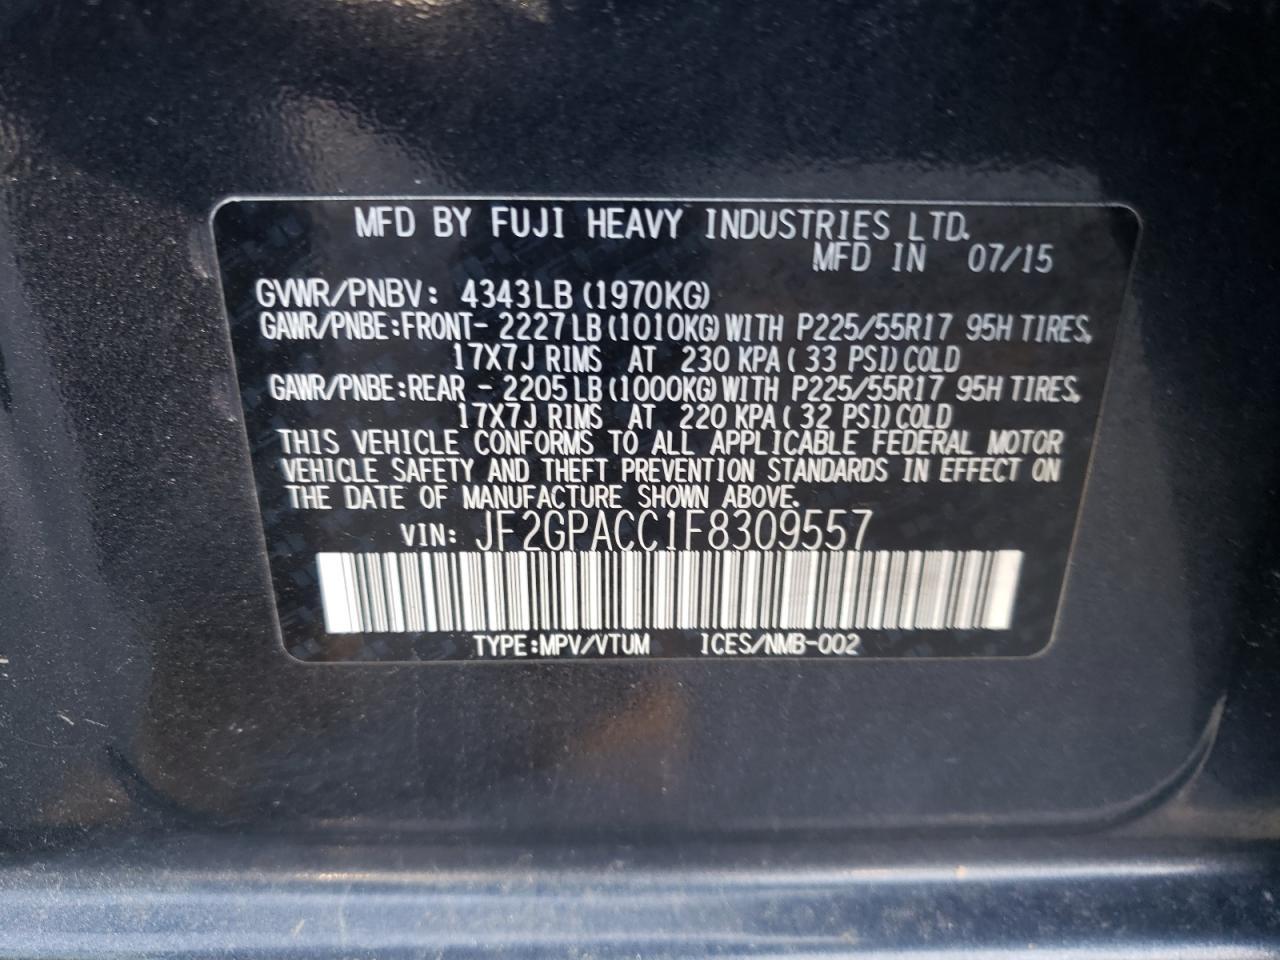 MFD BY FUJI HEAVY INDUSTRIES LTD.
MFD IN 07/15
GVWR/PNBV: 4343LB (1970KG)
GAWR/PNBE:FRONT- 2227LB (1010KG) WITH P225/55R17 95H TIRES,
17X7J RIMS AT 230 KPA ( 33 PSI) COLD
GAWR/PNBE:REAR - 2205LB (1000KG) WITH P225/55R17 95H TIRES,
17X7J RIMS AT 220 KPA ( 32 PSI) COLD
THIS VEHICLE CONFORMS TO ALL APPLICABLE FEDERAL MOTOR
VEHICLE SAFETY AND THEFT PREVENTION STANDARDS IN EFFECT ON
THE DATE OF MANUFACTURE SHOWN ABOVE.
VIN: JF2GPACC1F8309557
TYPE:MPV/VTUM ICES/NMB-002